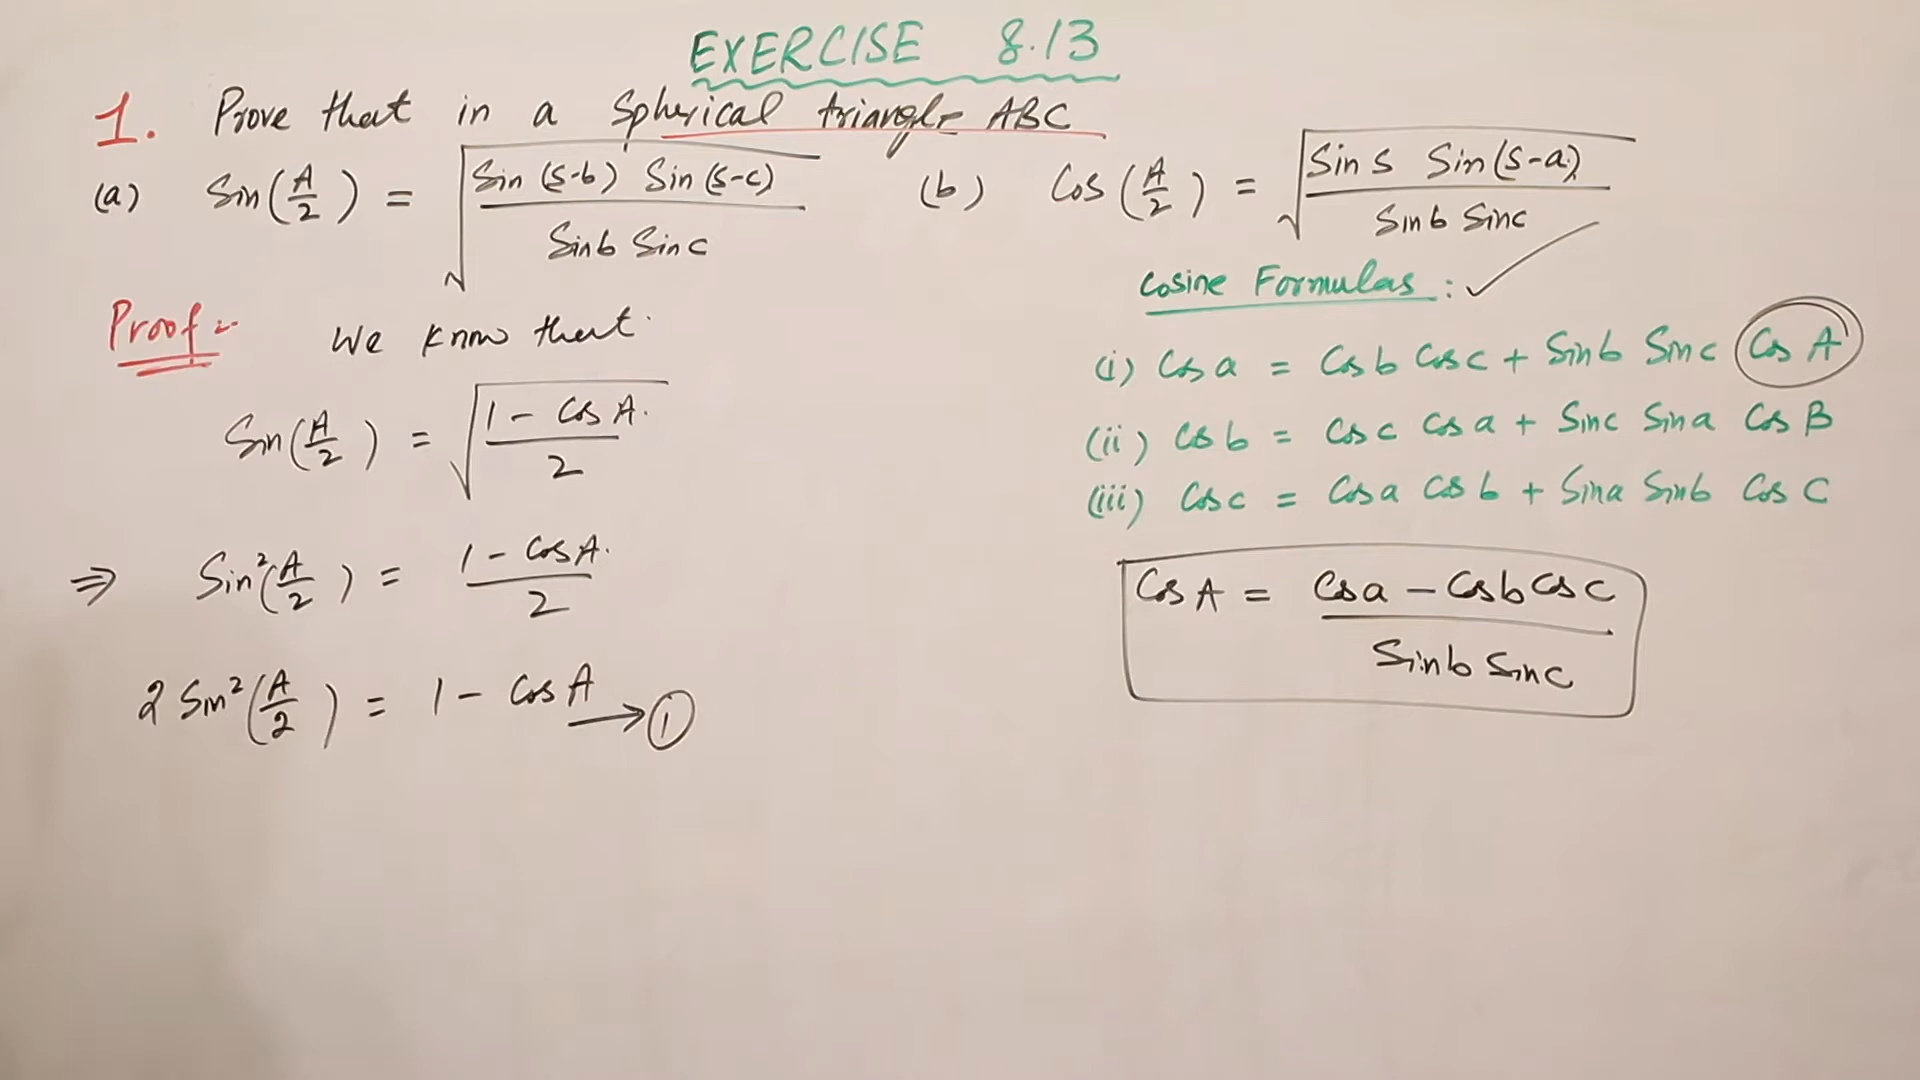 EXERCISE 8.13
1. Prove that in a Spherical triangle ABC
(a) Sin(A/2) = √(Sin(s-b) Sin(s-c) / Sinb Sinc)
(b) Cos(A/2) = √(Sin s Sin(s-a) / Sinb Sinc)
Proof :- We know that
Sin(A/2) = √((1 - Cos A) / 2)
⇒ Sin²(A/2) = (1 - Cos A) / 2
2 Sin²(A/2) = 1 - Cos A → ①
Cosine Formulas : ✓
(i) Cos a = Cos b Cos c + Sin b Sin c Cos A
(ii) Cos b = Cos c Cos a + Sin c Sin a Cos B
(iii) Cos c = Cos a Cos b + Sin a Sin b Cos C
Cos A = (Cos a - Cos b Cos c) / (Sin b Sin c)